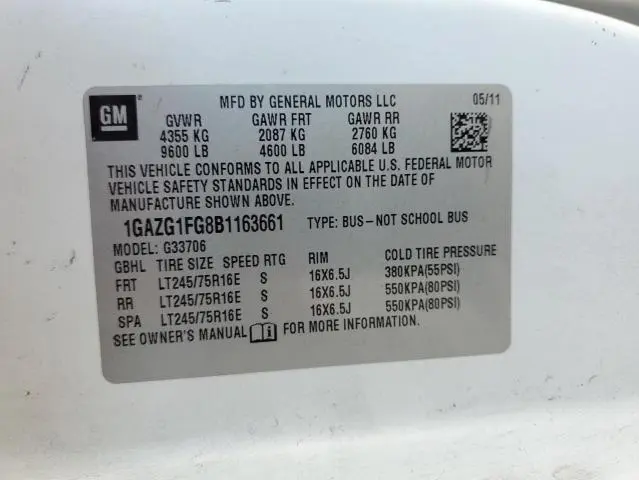 GM ® MFD BY GENERAL MOTORS LLC 05/11
GVWR GAWR FRT GAWR RR
4355 KG 2087 KG 2760 KG
9600 LB 4600 LB 6084 LB
THIS VEHICLE CONFORMS TO ALL APPLICABLE U.S. FEDERAL MOTOR
VEHICLE SAFETY STANDARDS IN EFFECT ON THE DATE OF
MANUFACTURE SHOWN ABOVE.
1GAZG1FG8B1163661 TYPE: BUS-NOT SCHOOL BUS
MODEL: G33706
GBHL TIRE SIZE SPEED RTG RIM COLD TIRE PRESSURE
FRT LT245/75R16E S 16X6.5J 380KPA(55PSI)
RR LT245/75R16E S 16X6.5J 550KPA(80PSI)
SPA LT245/75R16E S 16X6.5J 550KPA(80PSI)
SEE OWNER'S MANUAL FOR MORE INFORMATION.